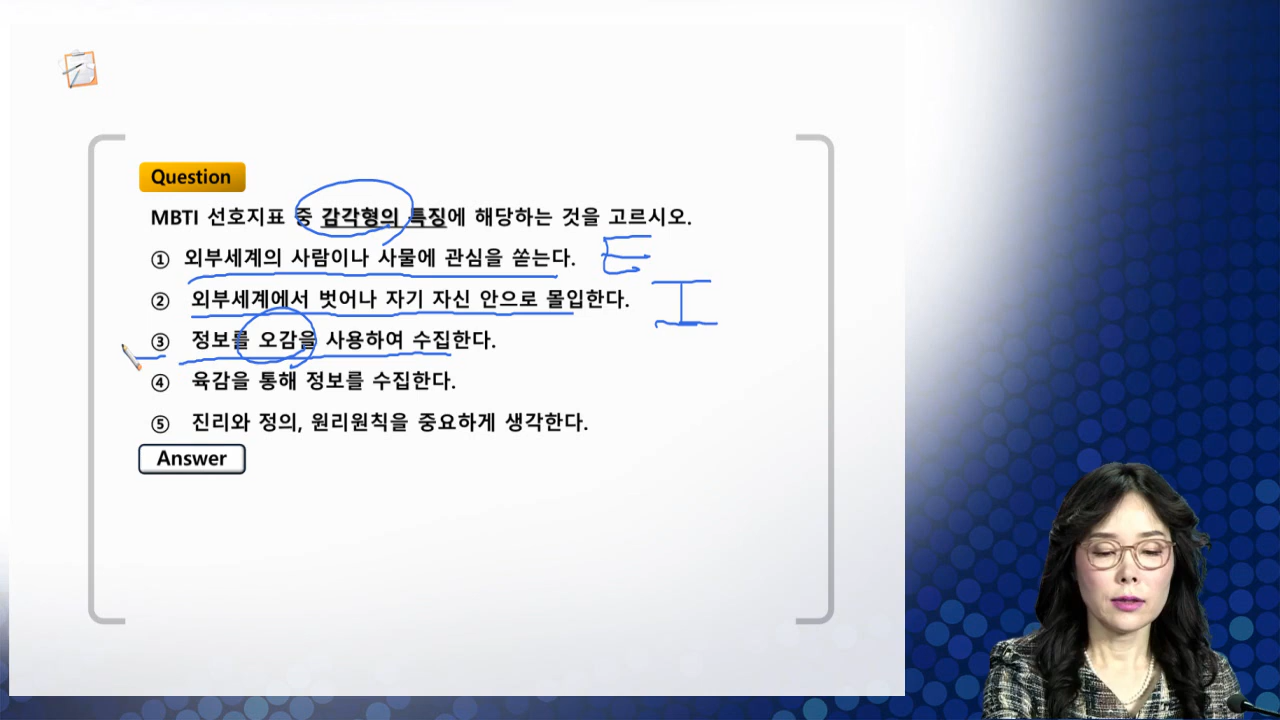 Question
MBTI 선호지표 중 감각형의 특징에 해당하는 것을 고르시오.
① 외부세계의 사람이나 사물에 관심을 쏟는다. E
② 외부세계에서 벗어나 자기 자신 안으로 몰입한다. I
③ 정보를 오감을 사용하여 수집한다.
④ 육감을 통해 정보를 수집한다.
⑤ 진리와 정의, 원리원칙을 중요하게 생각한다.
Answer